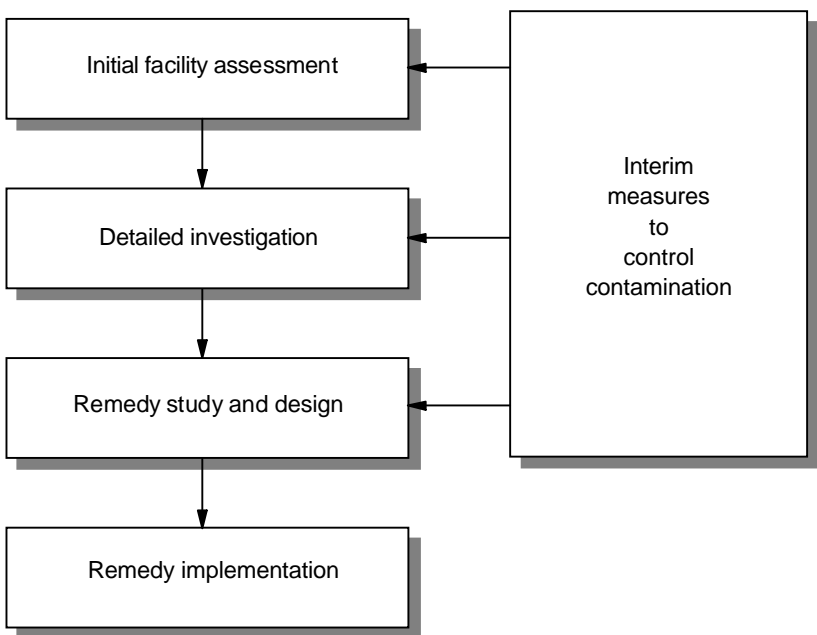 Initial facility assessment
Detailed investigation
Remedy study and design
Remedy implementation
Interim
measures
to
control
contamination